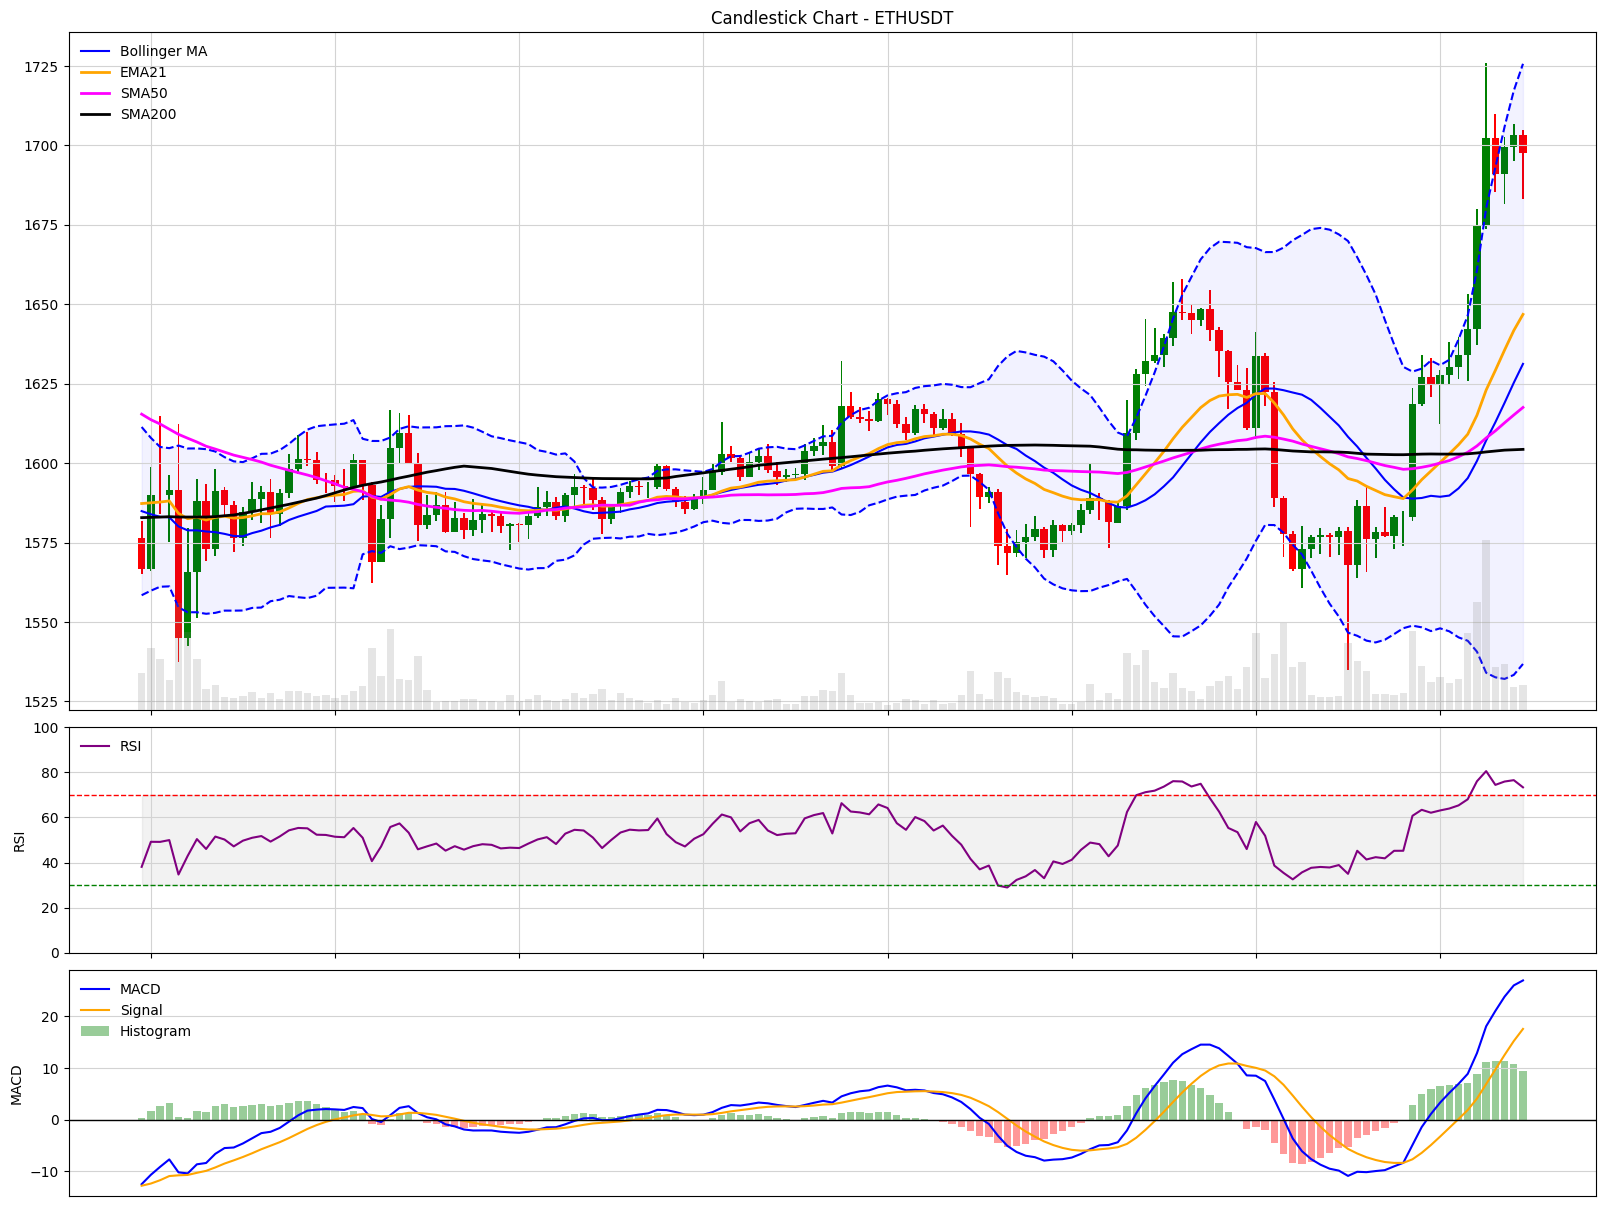 Candlestick Chart - ETHUSDT
Bollinger MA
EMA21
SMA50
SMA200
1725
1700
1675
1650
1625
1600
1575
1550
1525
RSI
100
80
60
40
20
0
RSI
MACD
Signal
Histogram
20
10
0
−10
MACD